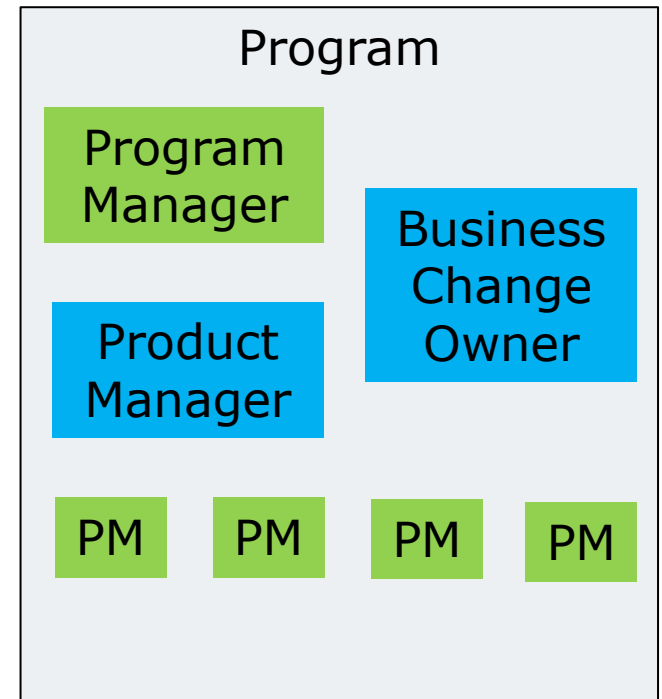 Program
Program
Manager
Business
Change
Owner
Product
Manager
PM
PM
PM
PM